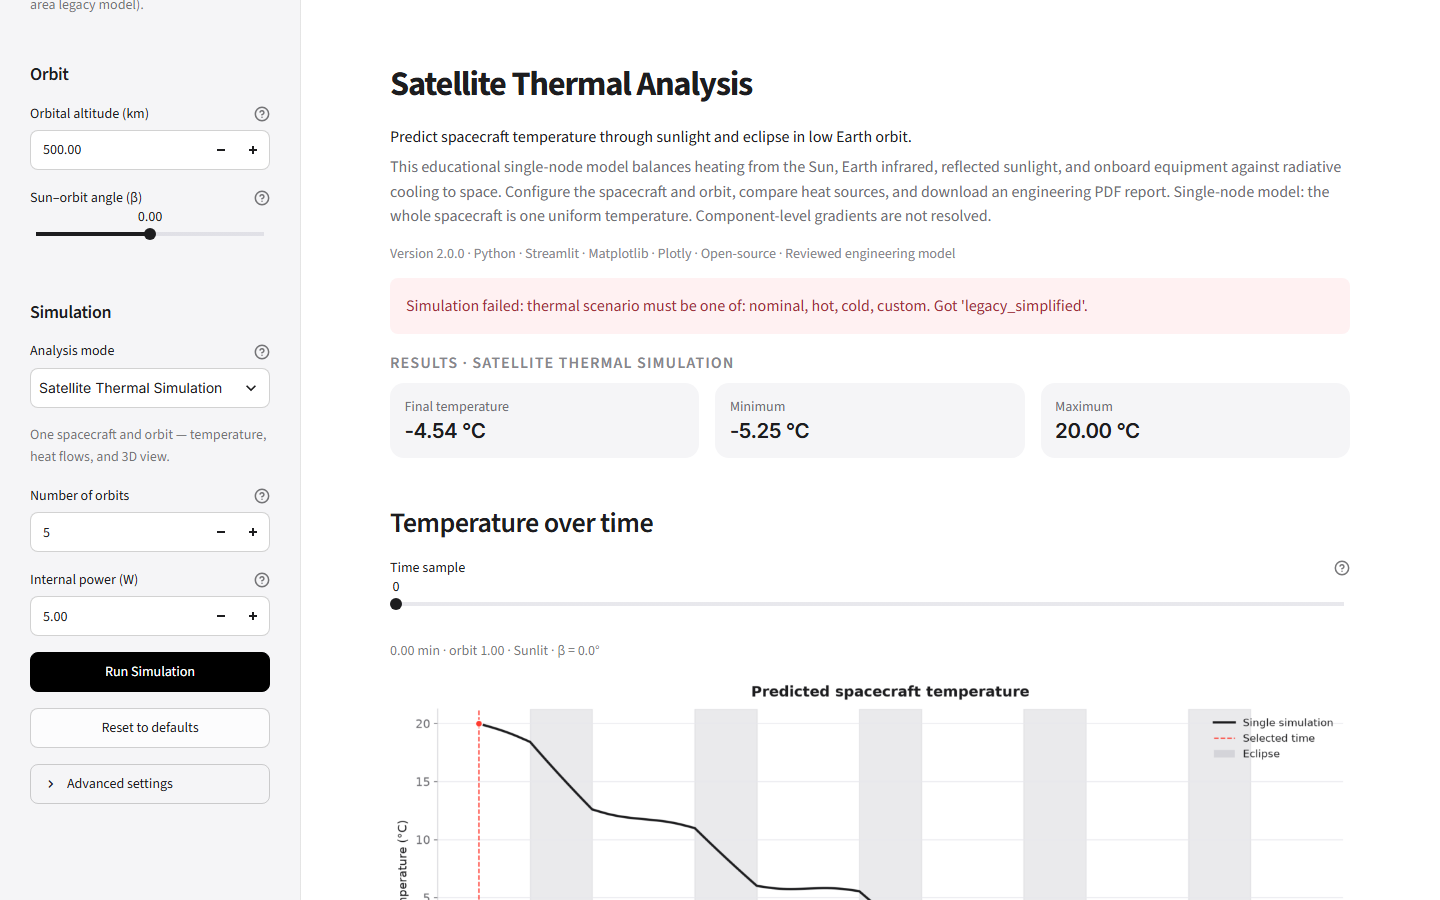 area legacy model).
Orbit
Orbital altitude (km)
500.00
Sun–orbit angle (β)
0.00
Simulation
Analysis mode
Satellite Thermal Simulation
One spacecraft and orbit — temperature,
heat flows, and 3D view.
Number of orbits
5
Internal power (W)
5.00
Run Simulation
Reset to defaults
Advanced settings
Satellite Thermal Analysis
Predict spacecraft temperature through sunlight and eclipse in low Earth orbit.
This educational single-node model balances heating from the Sun, Earth infrared, reflected sunlight, and onboard equipment against radiative
cooling to space. Configure the spacecraft and orbit, compare heat sources, and download an engineering PDF report. Single-node model: the
whole spacecraft is one uniform temperature. Component-level gradients are not resolved.
Version 2.0.0 · Python · Streamlit · Matplotlib · Plotly · Open-source · Reviewed engineering model
Simulation failed: thermal scenario must be one of: nominal, hot, cold, custom. Got 'legacy_simplified'.
RESULTS · SATELLITE THERMAL SIMULATION
Final temperature
-4.54 °C
Minimum
-5.25 °C
Maximum
20.00 °C
Temperature over time
Time sample
0
0.00 min · orbit 1.00 · Sunlit · β = 0.0°
Predicted spacecraft temperature
Single simulation
Selected time
Eclipse
20
15
10
5
perature (°C)